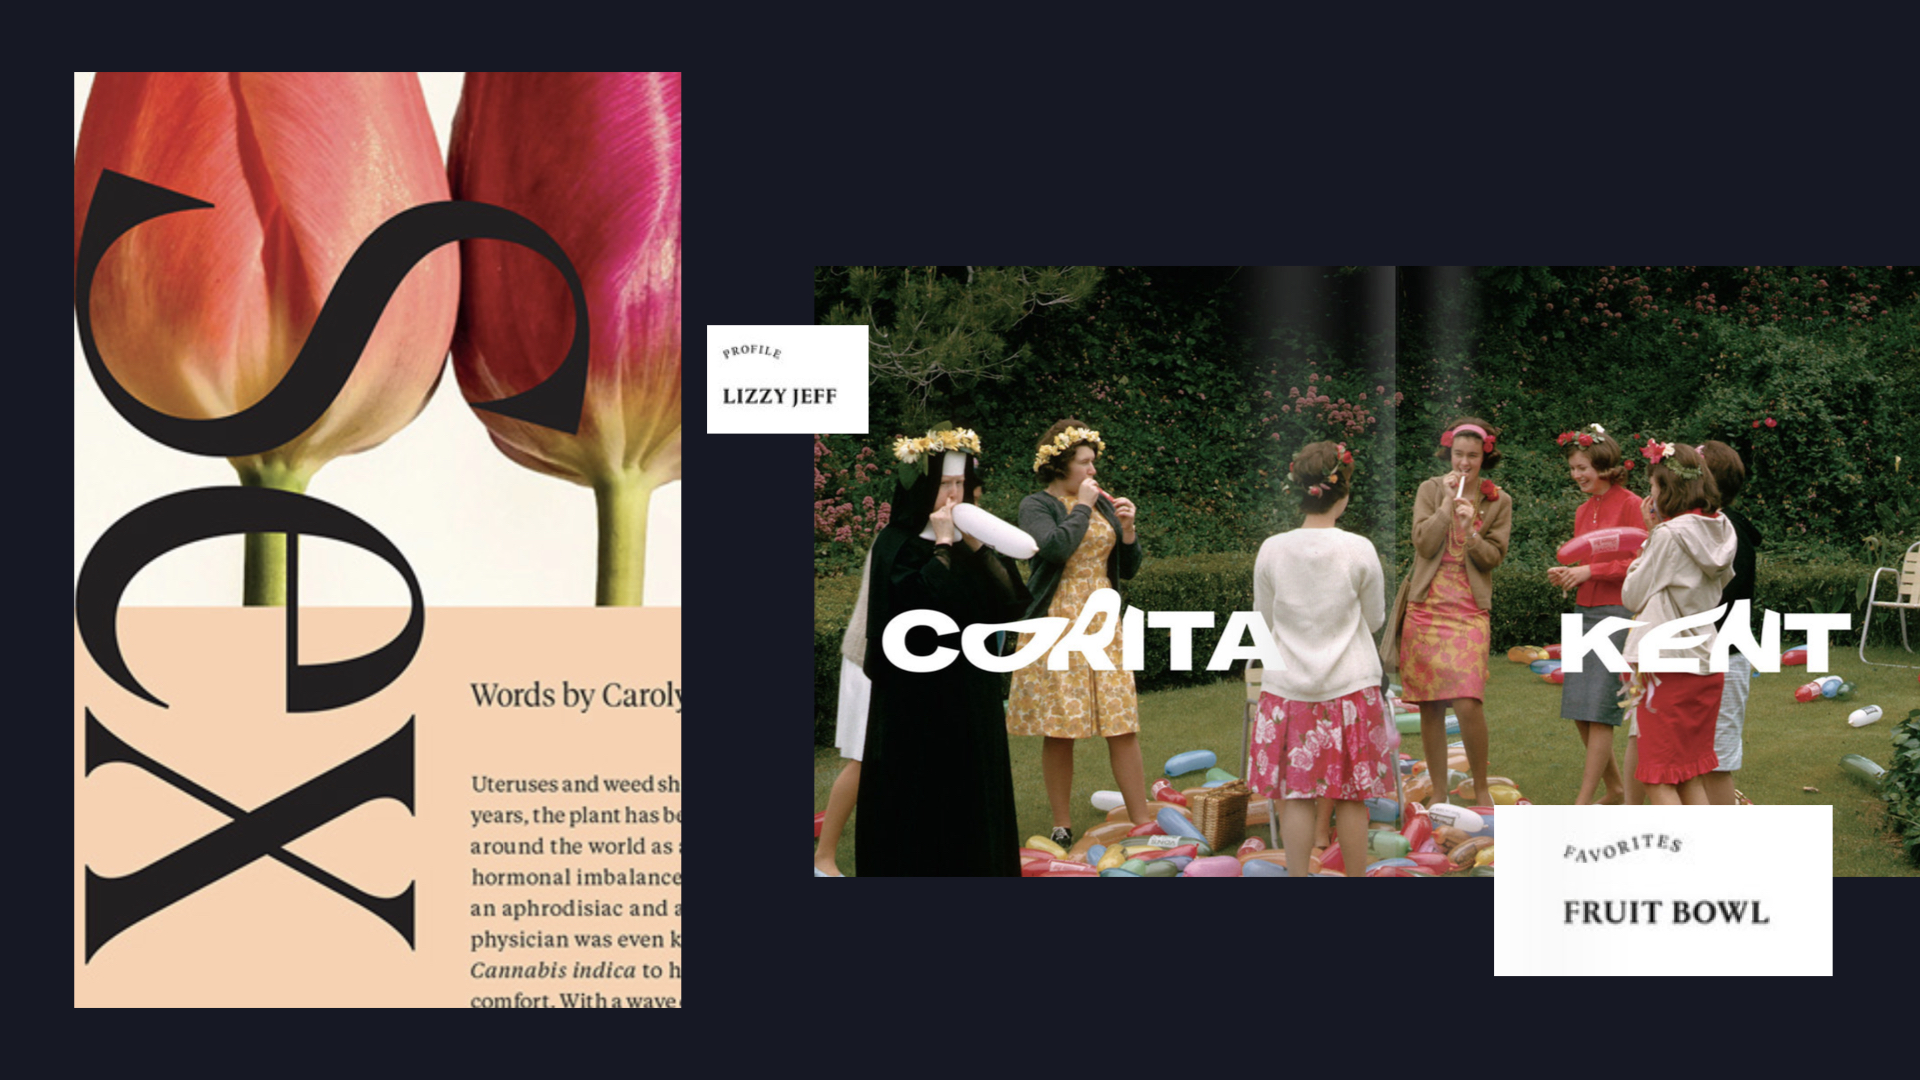 Sex
Words by Caroly
Uteruses and weed sh
years, the plant has be
around the world as
hormonal imbalance
an aphrodisiac and a
physician was even k
Cannabis indica to h
comfort. With a wave
PROFILE
LIZZY JEFF
CORITA KENT
FAVORITES
FRUIT BOWL